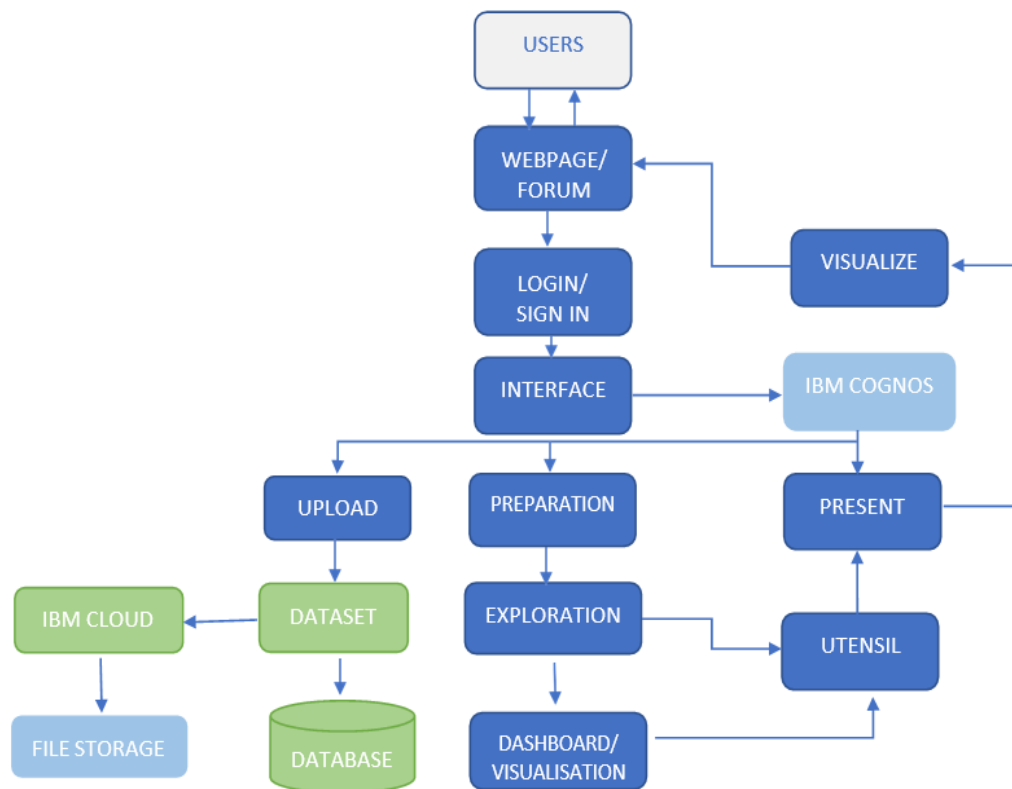 USERS
WEBPAGE/
FORUM
VISUALIZE
LOGIN/
SIGN IN
INTERFACE
IBM COGNOS
UPLOAD
PREPARATION
PRESENT
IBM CLOUD
DATASET
EXPLORATION
UTENSIL
FILE STORAGE
DATABASE
DASHBOARD/
VISUALISATION